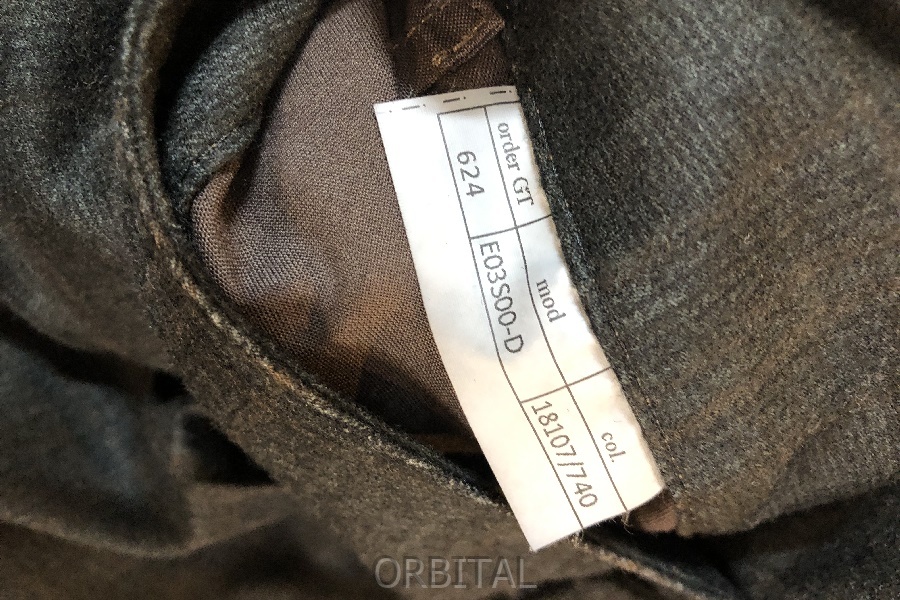 order GT mod col.
624 E03S00-D 18107/740
ORBITAL